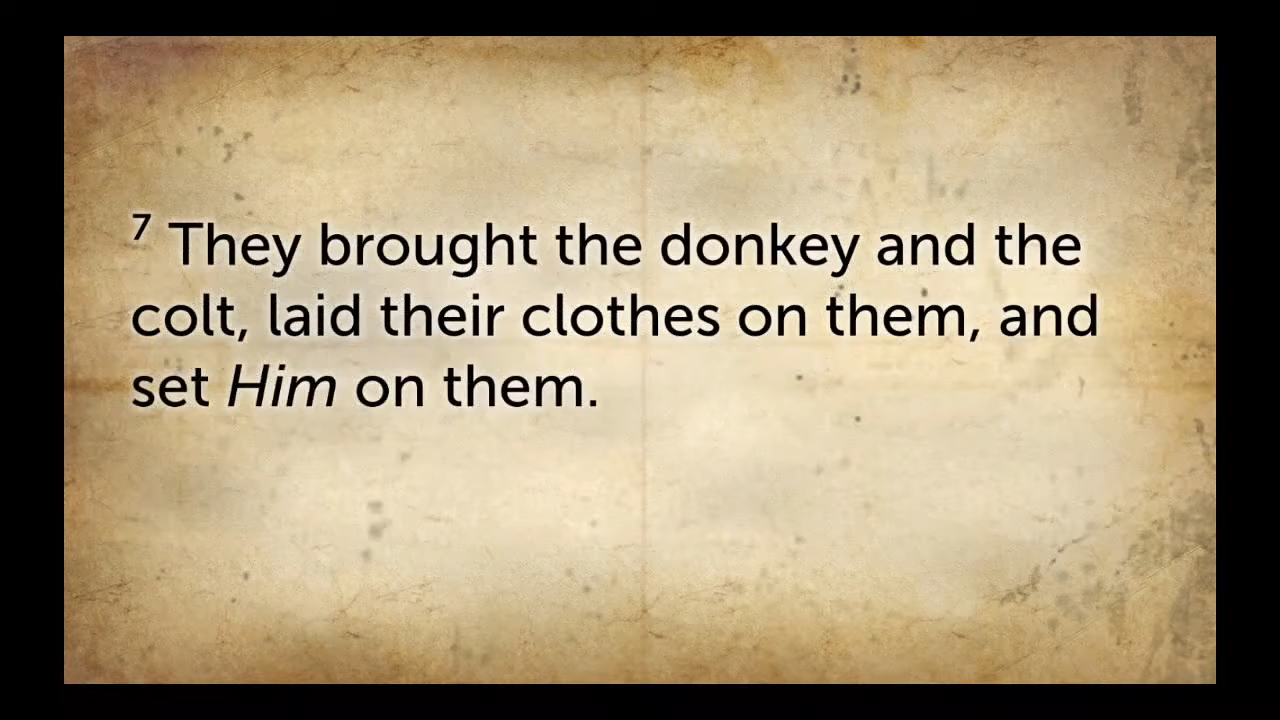 7 They brought the donkey and the
colt, laid their clothes on them, and
set Him on them.